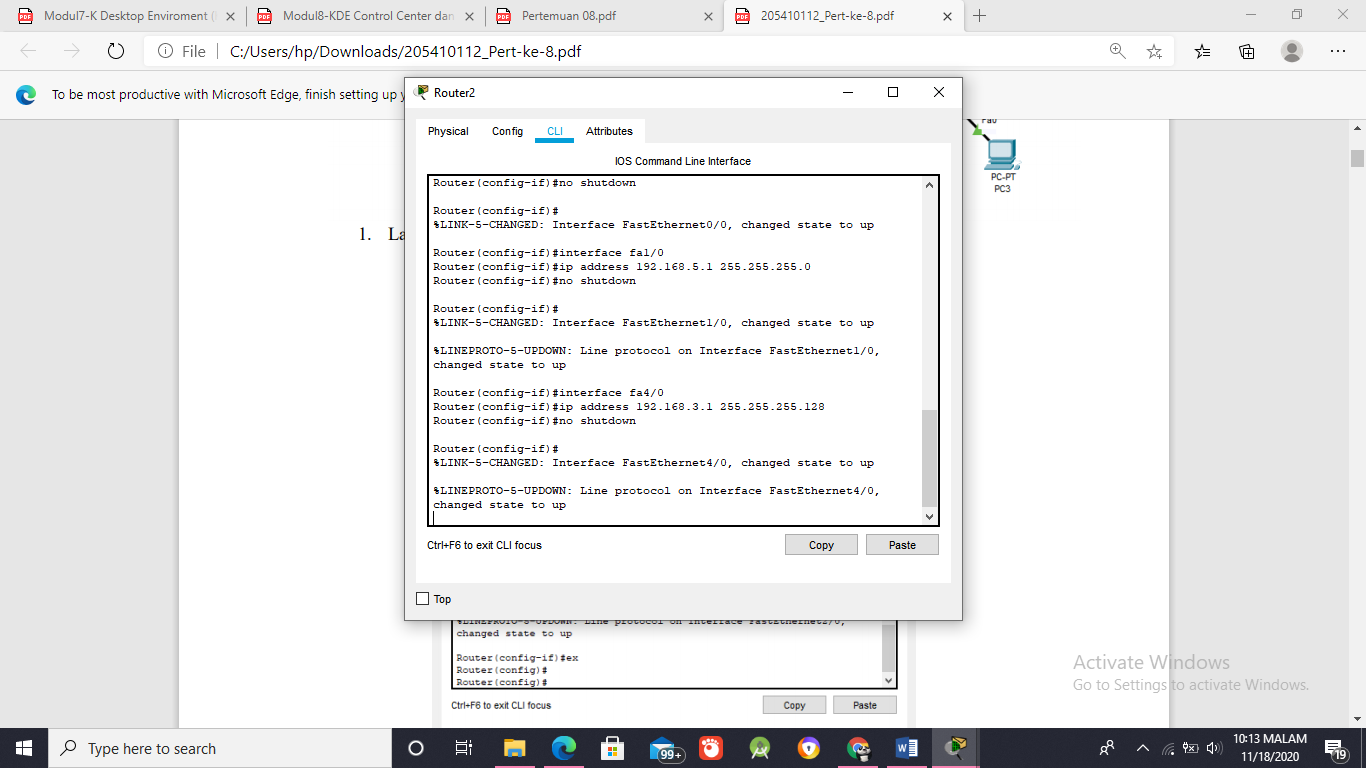 Modul7-K Desktop Enviroment (
Modul8-KDE Control Center dan
Pertemuan 08.pdf
205410112_Pert-ke-8.pdf
File
C:/Users/hp/Downloads/205410112_Pert-ke-8.pdf
To be most productive with Microsoft Edge, finish setting up y
Router2
Physical Config CLI Attributes
IOS Command Line Interface
Router(config-if)#no shutdown
Router(config-if)#
%LINK-5-CHANGED: Interface FastEthernet0/0, changed state to up
Router(config-if)#interface fa1/0
Router(config-if)#ip address 192.168.5.1 255.255.255.0
Router(config-if)#no shutdown
Router(config-if)#
%LINK-5-CHANGED: Interface FastEthernet1/0, changed state to up
%LINEPROTO-5-UPDOWN: Line protocol on Interface FastEthernet1/0,
changed state to up
Router(config-if)#interface fa4/0
Router(config-if)#ip address 192.168.3.1 255.255.255.128
Router(config-if)#no shutdown
Router(config-if)#
%LINK-5-CHANGED: Interface FastEthernet4/0, changed state to up
%LINEPROTO-5-UPDOWN: Line protocol on Interface FastEthernet4/0,
changed state to up
Ctrl+F6 to exit CLI focus
Copy
Paste
Top
Fa0
PC-PT
PC3
1. La
%LINEPROTO-5-UPDOWN: Line protocol on Interface FastEthernet2/0,
changed state to up
Router(config-if)#ex
Router(config)#
Router(config)#
Ctrl+F6 to exit CLI focus
Copy
Paste
Activate Windows
Go to Settings to activate Windows.
Type here to search
99+
10:13 MALAM
11/18/2020
19